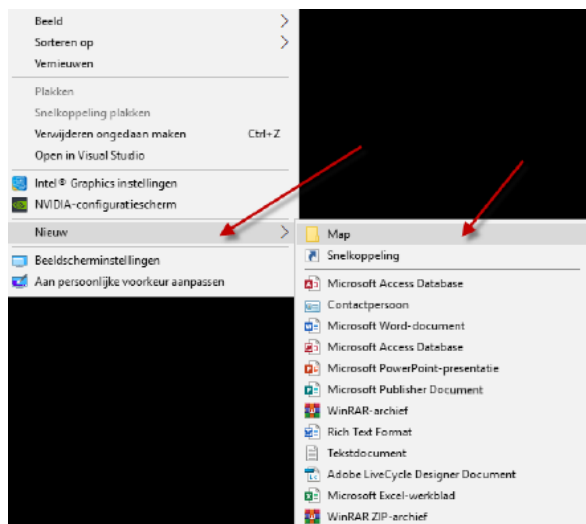 Beeld
Sorteren op
Vernieuwen
Plakken
Snelkoppeling plakken
Verwijderen ongedaan maken Ctrl+Z
Open in Visual Studio
Intel® Graphics instellingen
NVIDIA-configuratiescherm
Nieuw
Beeldscherminstellingen
Aan persoonlijke voorkeur aanpassen
Map
Snelkoppeling
Microsoft Access Database
Contactpersoon
Microsoft Word-document
Microsoft Access Database
Microsoft PowerPoint-presentatie
Microsoft Publisher Document
WinRAR-archief
Rich Text Format
Tekstdocument
Adobe LiveCycle Designer Document
Microsoft Excel-werkblad
WinRAR ZIP-archief